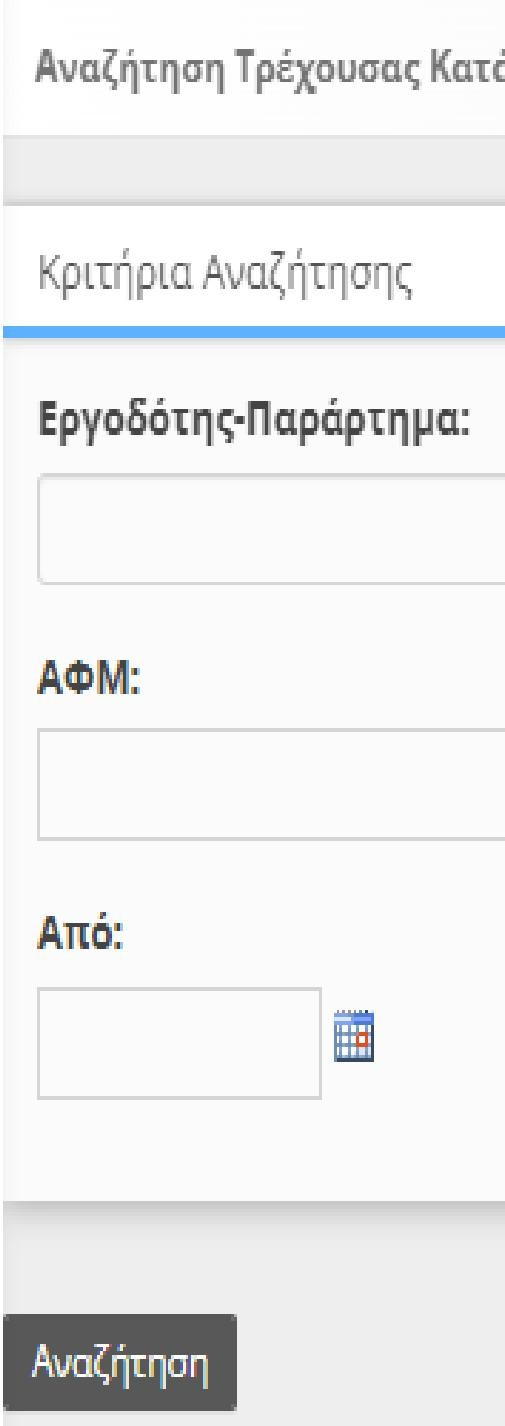 Αναζήτηση Τρέχουσας
Κριτήρια Αναζήτησης
Εργοδότης-Παράρτημα:
ΑΦΜ:
Από:
Αναζήτηση